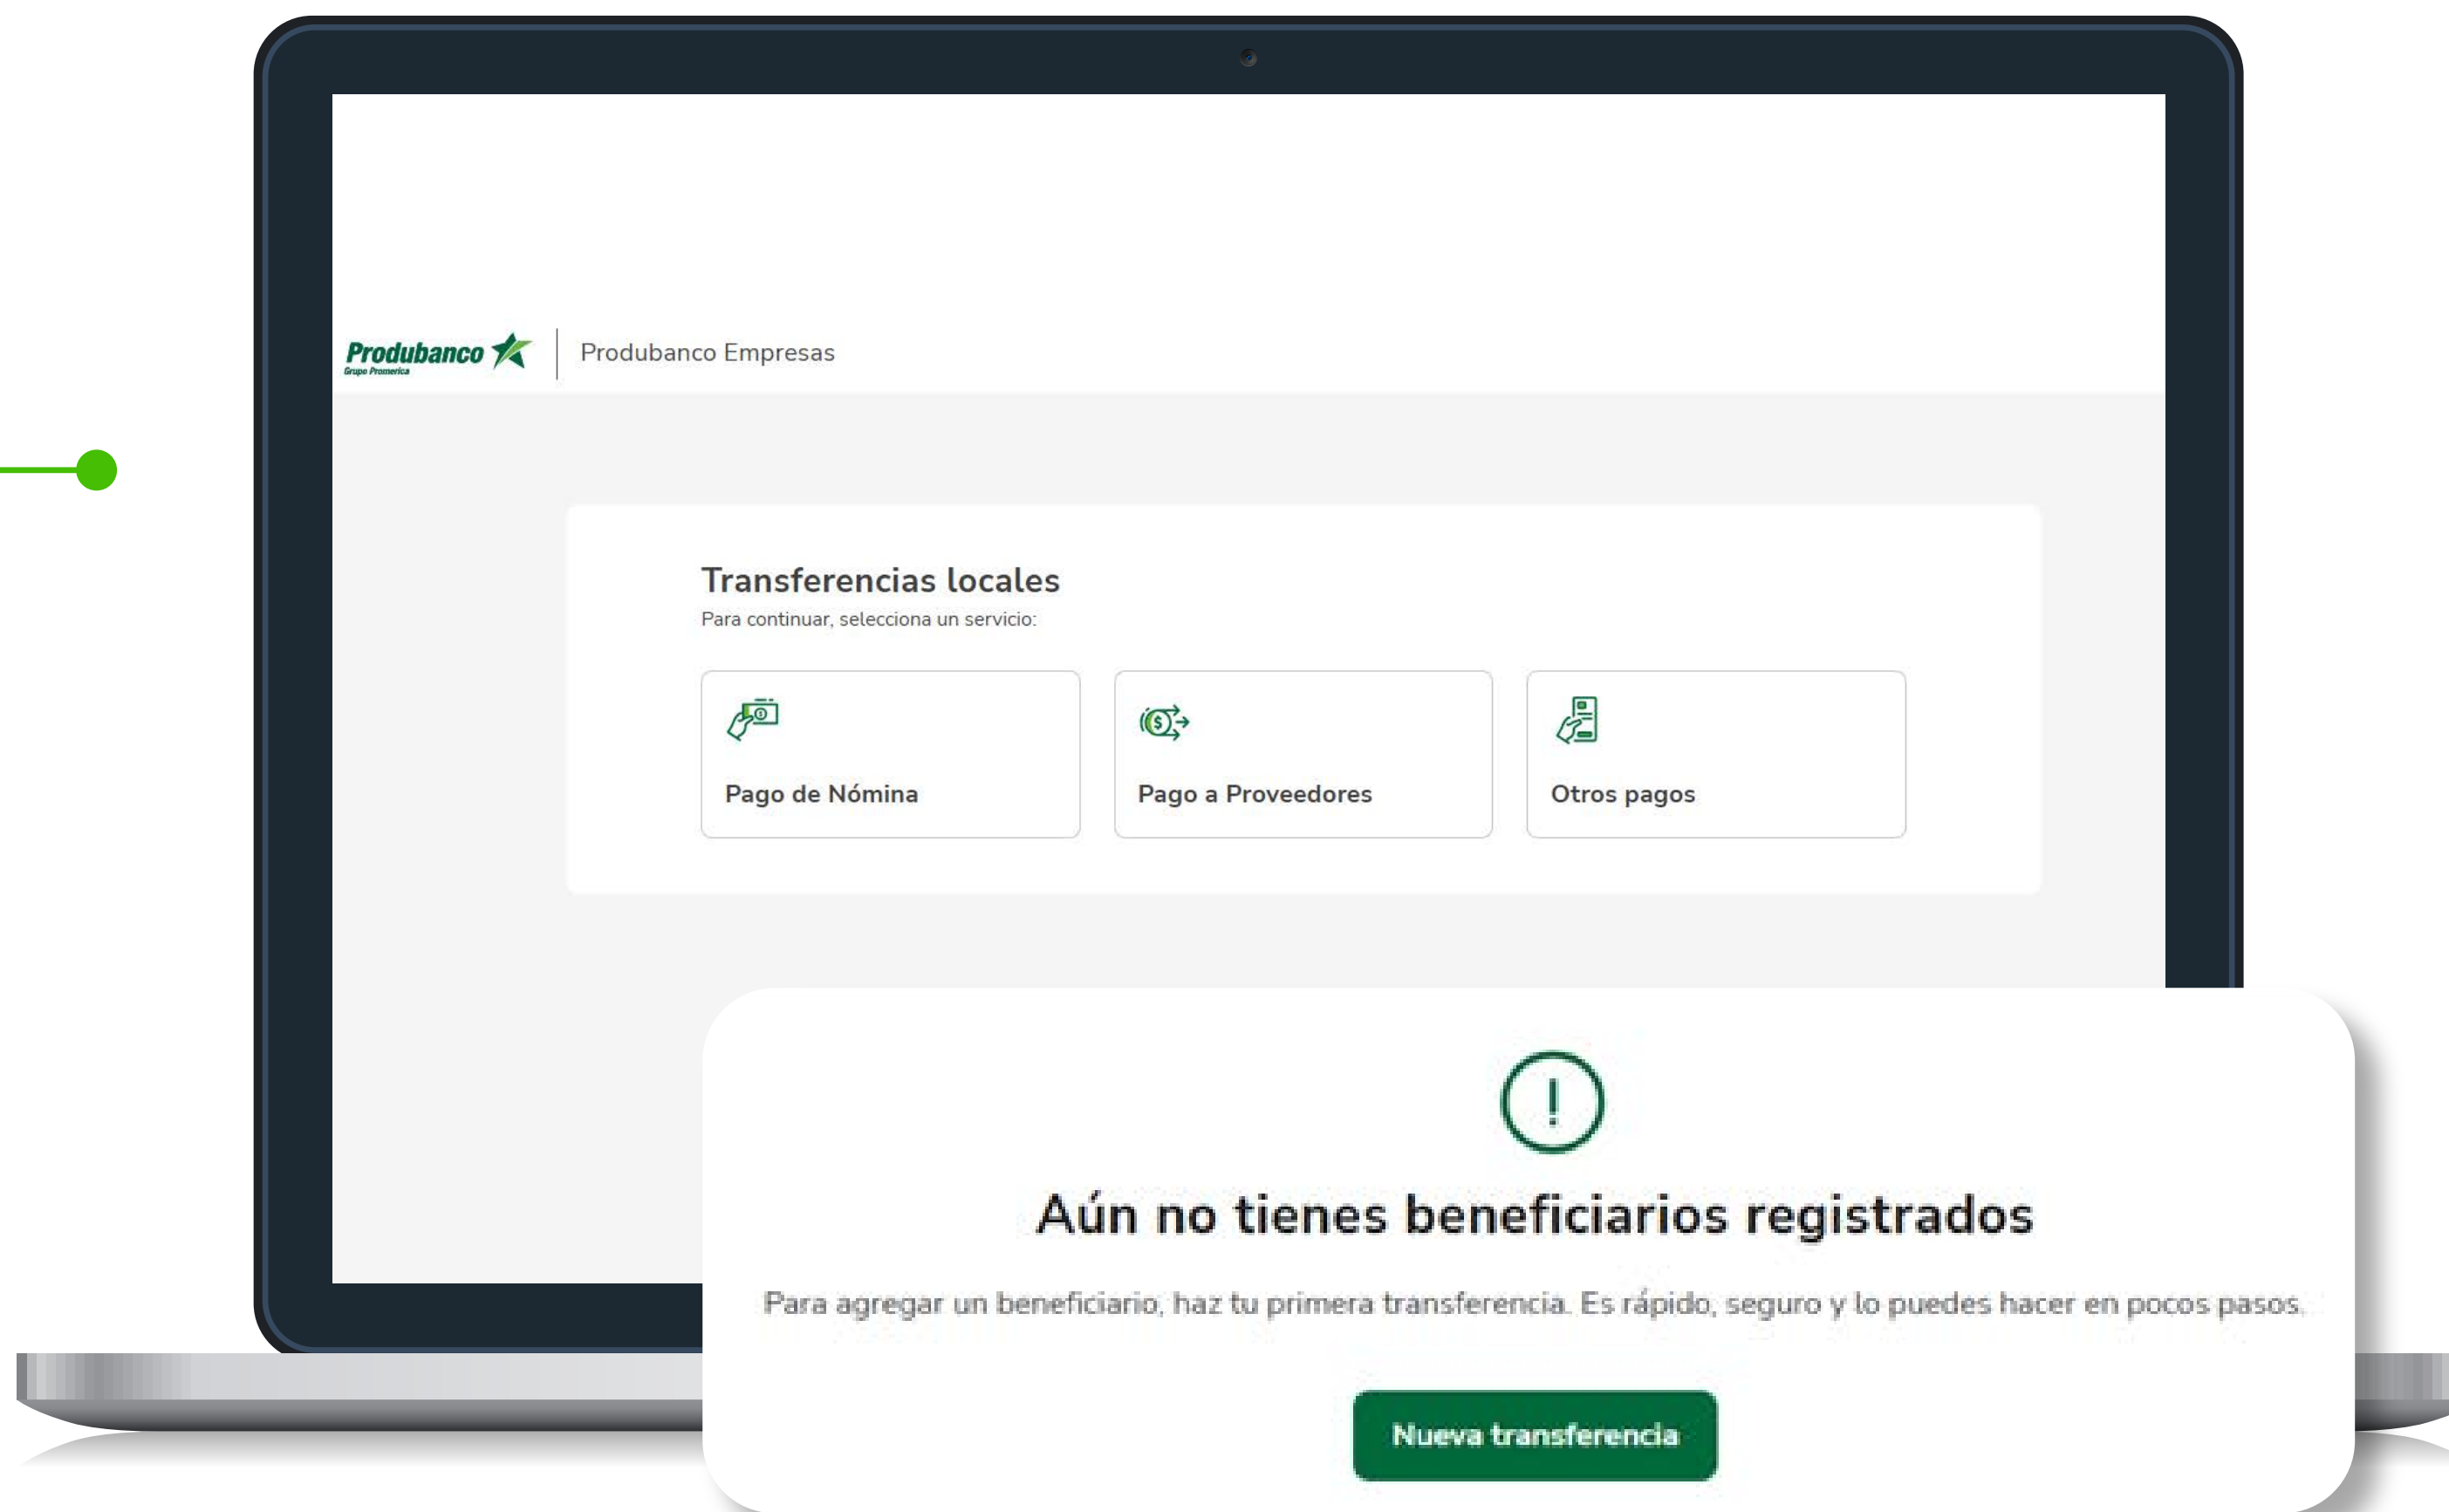 Produbanco
Grupo Promerica
Produbanco Empresas
Transferencias locales
Para continuar, selecciona un servicio:
Pago de Nómina
Pago a Proveedores
Otros pagos
Aún no tienes beneficiarios registrados
Para agregar un beneficiario, haz tu primera transferencia. Es rápido, seguro y lo puedes hacer en pocos pasos.
Nueva transferencia